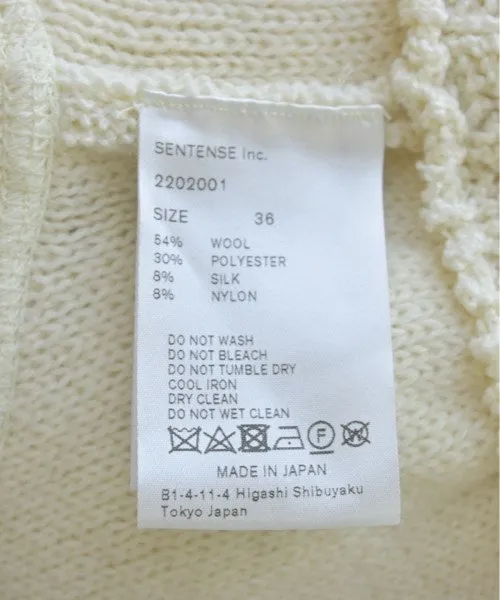 SENTENSE Inc.
2202001
SIZE 36
54% WOOL
30% POLYESTER
8% SILK
8% NYLON
DO NOT WASH
DO NOT BLEACH
DO NOT TUMBLE DRY
COOL IRON
DRY CLEAN
DO NOT WET CLEAN
F W
MADE IN JAPAN
B1-4-11-4 Higashi Shibuyaku
Tokyo Japan